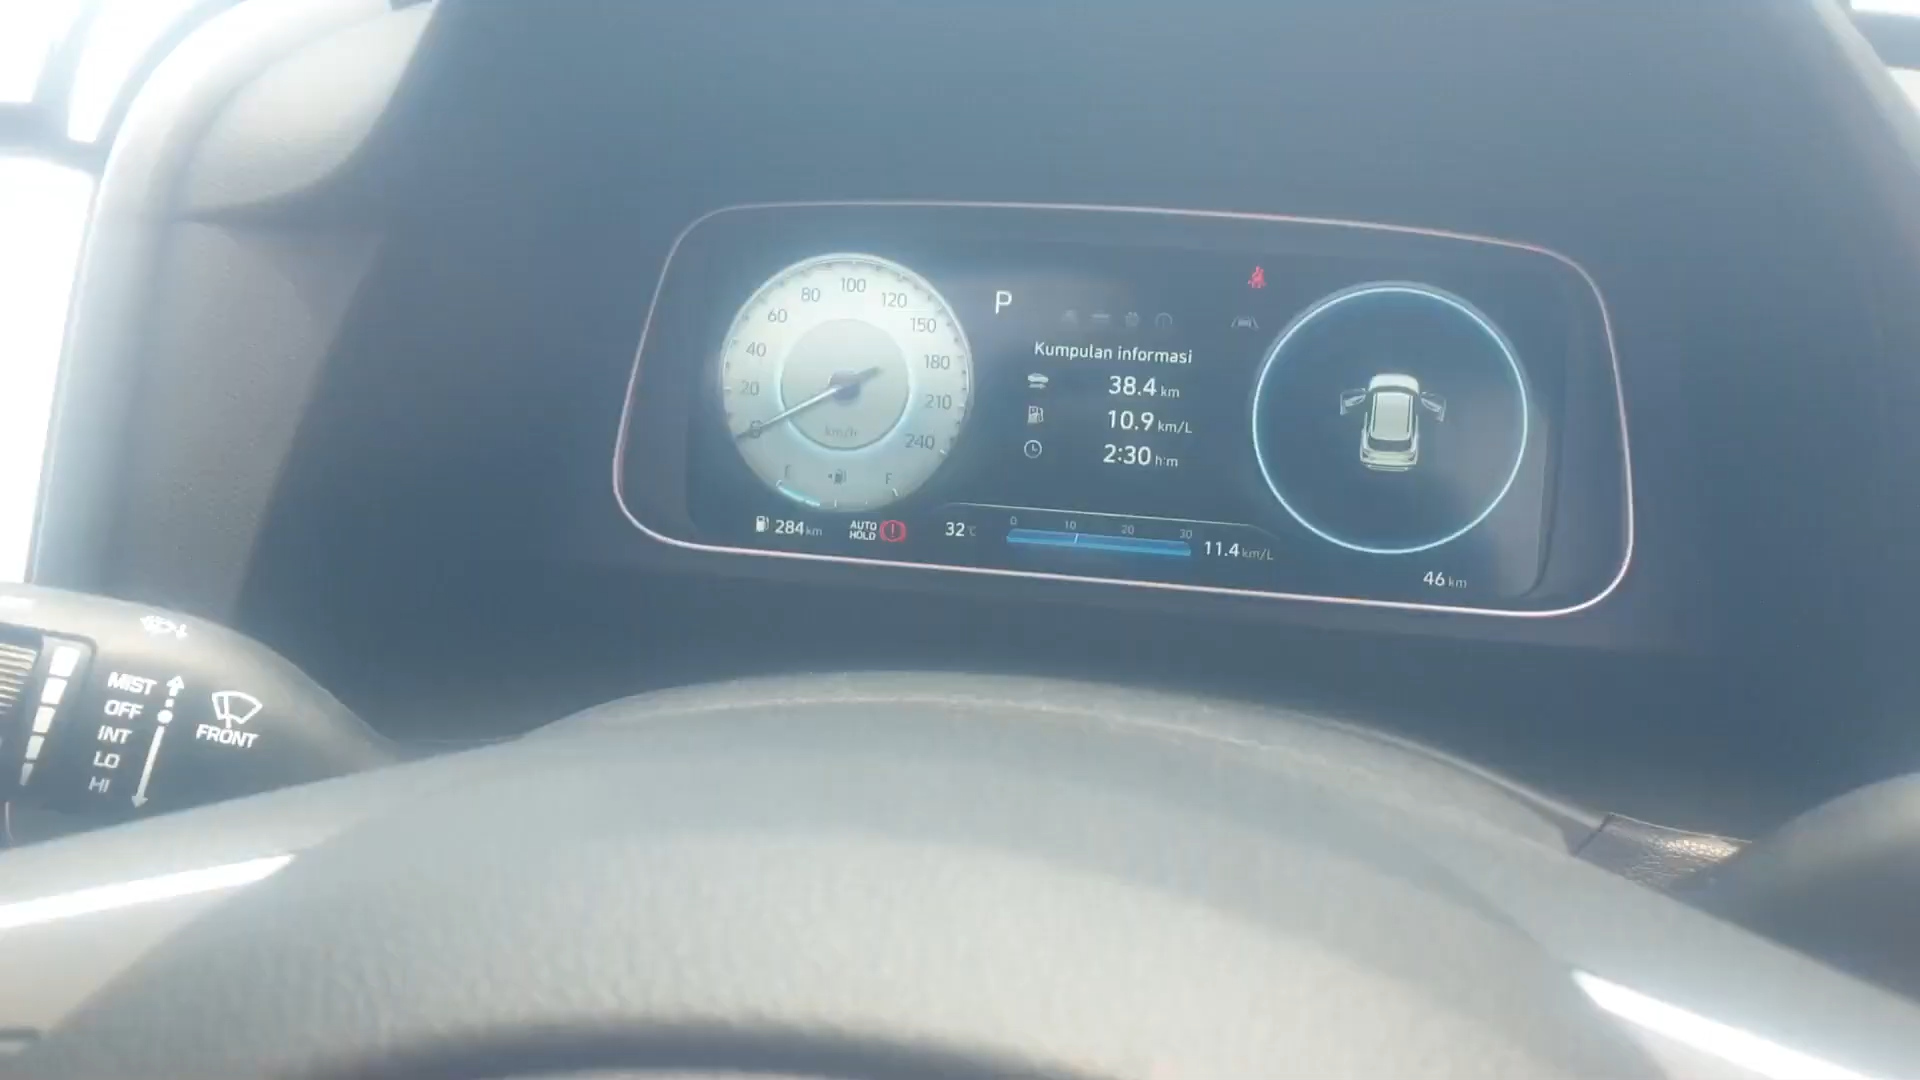 100
80
120
60
150
40
180
20
210
0
240
km/h
E
F
284 km
AUTO
HOLD
P
Kumpulan informasi
38.4 km
10.9 km/L
2:30 h:m
32°C
0 10 20 30
11.4 km/L
46 km
MIST
OFF
INT
LO
HI
FRONT